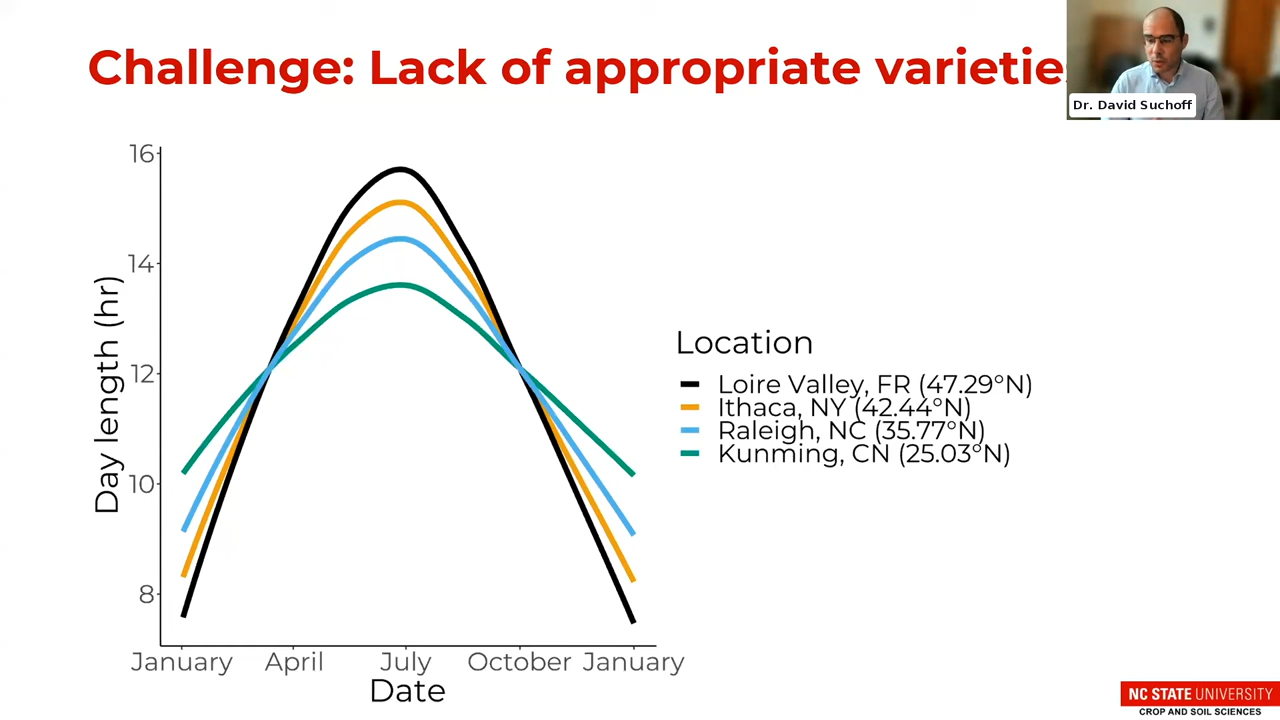 Challenge: Lack of appropriate varietie
Dr. David Suchoff
16
14
12
10
8
Day length (hr)
January April July October January
Date
Location
Loire Valley, FR (47.29°N)
Ithaca, NY (42.44°N)
Raleigh, NC (35.77°N)
Kunming, CN (25.03°N)
NC STATE UNIVERSITY
CROP AND SOIL SCIENCES